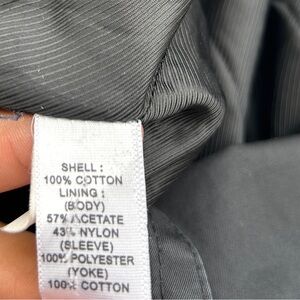 SHELL :
100% COTTON
LINING :
(BODY)
57% ACETATE
43% NYLON
(SLEEVE)
100% POLYESTER
(YOKE)
100% COTTON